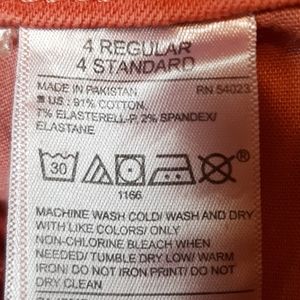 4 REGULAR
4 STANDARD
MADE IN PAKISTAN. RN 54023
US : 91% COTTON,
7% ELASTERELL-P, 2% SPANDEX/
ELASTANE
30 ®
1166
MACHINE WASH COLD/ WASH AND DRY
WITH LIKE COLORS/ ONLY
NON-CHLORINE BLEACH WHEN
NEEDED/ TUMBLE DRY LOW/ WARM
IRON/ DO NOT IRON PRINT/ DO NOT
DRY CLEAN